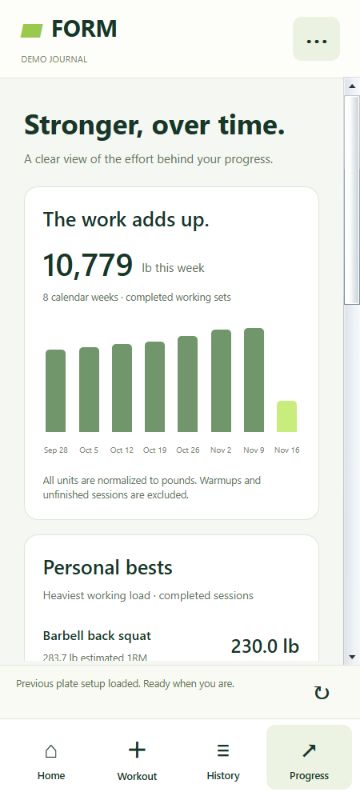 FORM
DEMO JOURNAL
...
Stronger, over time.
A clear view of the effort behind your progress.
The work adds up.
10,779 lb this week
8 calendar weeks · completed working sets
Sep 28 Oct 5 Oct 12 Oct 19 Oct 26 Nov 2 Nov 9 Nov 16
All units are normalized to pounds. Warmups and
unfinished sessions are excluded.
Personal bests
Heaviest working load · completed sessions
Barbell back squat
230.0 lb
283.7 lb estimated 1RM
Previous plate setup loaded. Ready when you are.
Home Workout History Progress